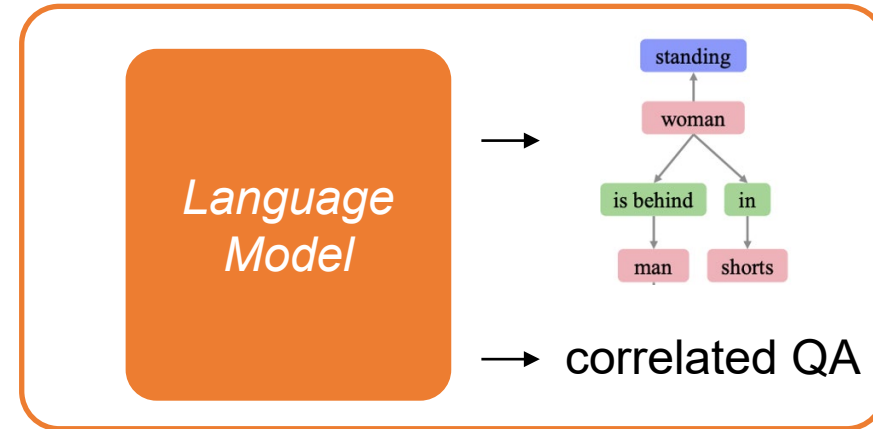 standing
woman
Language
Model
is behind
in
man
shorts
correlated QA